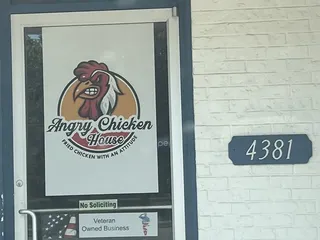 Angry Chicken
House
FRIED CHICKEN WITH AN ATTITUDE
4381
No Soliciting
Veteran
Owned Business